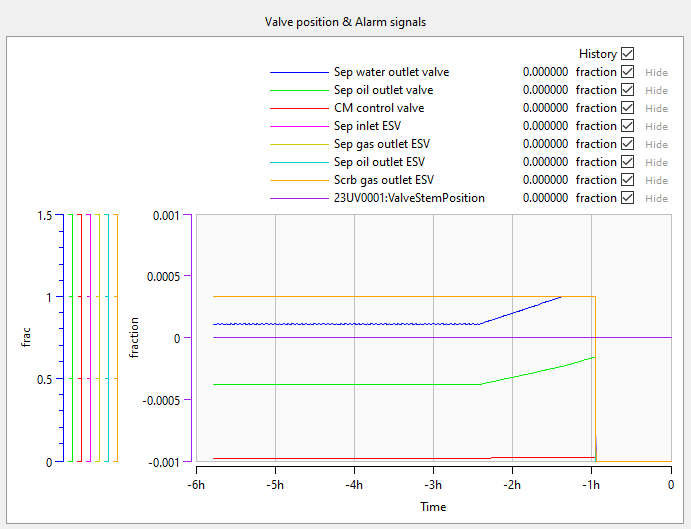 Valve position & Alarm signals
History
Sep water outlet valve 0.000000 fraction Hide
Sep oil outlet valve 0.000000 fraction Hide
CM control valve 0.000000 fraction Hide
Sep inlet ESV 0.000000 fraction Hide
Sep gas outlet ESV 0.000000 fraction Hide
Sep oil outlet ESV 0.000000 fraction Hide
Scrb gas outlet ESV 0.000000 fraction Hide
23UV0001:ValveStemPosition 0.000000 fraction Hide
1.5 0.001
0.0005
1 0
frac fraction
0.5 -0.0005
0 -0.001
-6h -5h -4h -3h -2h -1h 0
Time